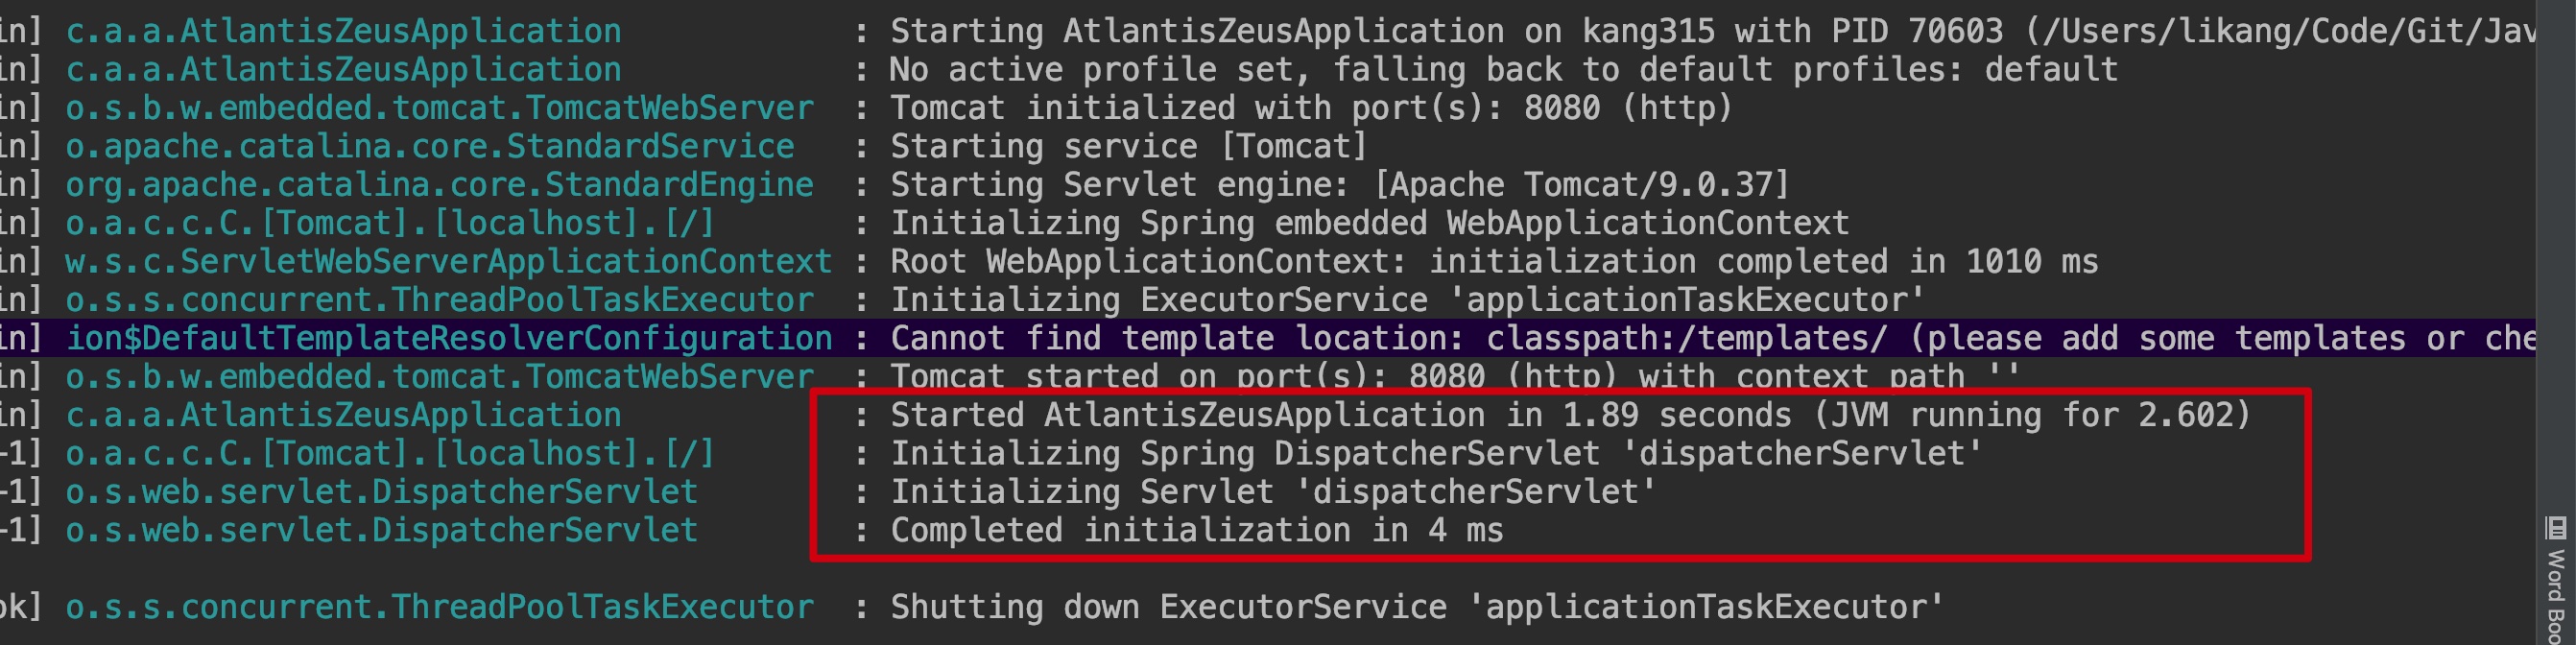 in] c.a.a.AtlantisZeusApplication : Starting AtlantisZeusApplication on kang315 with PID 70603 (/Users/likang/Code/Git/Jav
in] c.a.a.AtlantisZeusApplication : No active profile set, falling back to default profiles: default
in] o.s.b.w.embedded.tomcat.TomcatWebServer : Tomcat initialized with port(s): 8080 (http)
in] o.apache.catalina.core.StandardService : Starting service [Tomcat]
in] org.apache.catalina.core.StandardEngine : Starting Servlet engine: [Apache Tomcat/9.0.37]
in] o.a.c.c.C.[Tomcat].[localhost].[/] : Initializing Spring embedded WebApplicationContext
in] w.s.c.ServletWebServerApplicationContext : Root WebApplicationContext: initialization completed in 1010 ms
in] o.s.s.concurrent.ThreadPoolTaskExecutor : Initializing ExecutorService 'applicationTaskExecutor'
in] ion$DefaultTemplateResolverConfiguration : Cannot find template location: classpath:/templates/ (please add some templates or che
in] o.s.b.w.embedded.tomcat.TomcatWebServer : Tomcat started on port(s): 8080 (http) with context path ''
in] c.a.a.AtlantisZeusApplication : Started AtlantisZeusApplication in 1.89 seconds (JVM running for 2.602)
-1] o.a.c.c.C.[Tomcat].[localhost].[/] : Initializing Spring DispatcherServlet 'dispatcherServlet'
-1] o.s.web.servlet.DispatcherServlet : Initializing Servlet 'dispatcherServlet'
-1] o.s.web.servlet.DispatcherServlet : Completed initialization in 4 ms
ok] o.s.s.concurrent.ThreadPoolTaskExecutor : Shutting down ExecutorService 'applicationTaskExecutor'
Word Boo